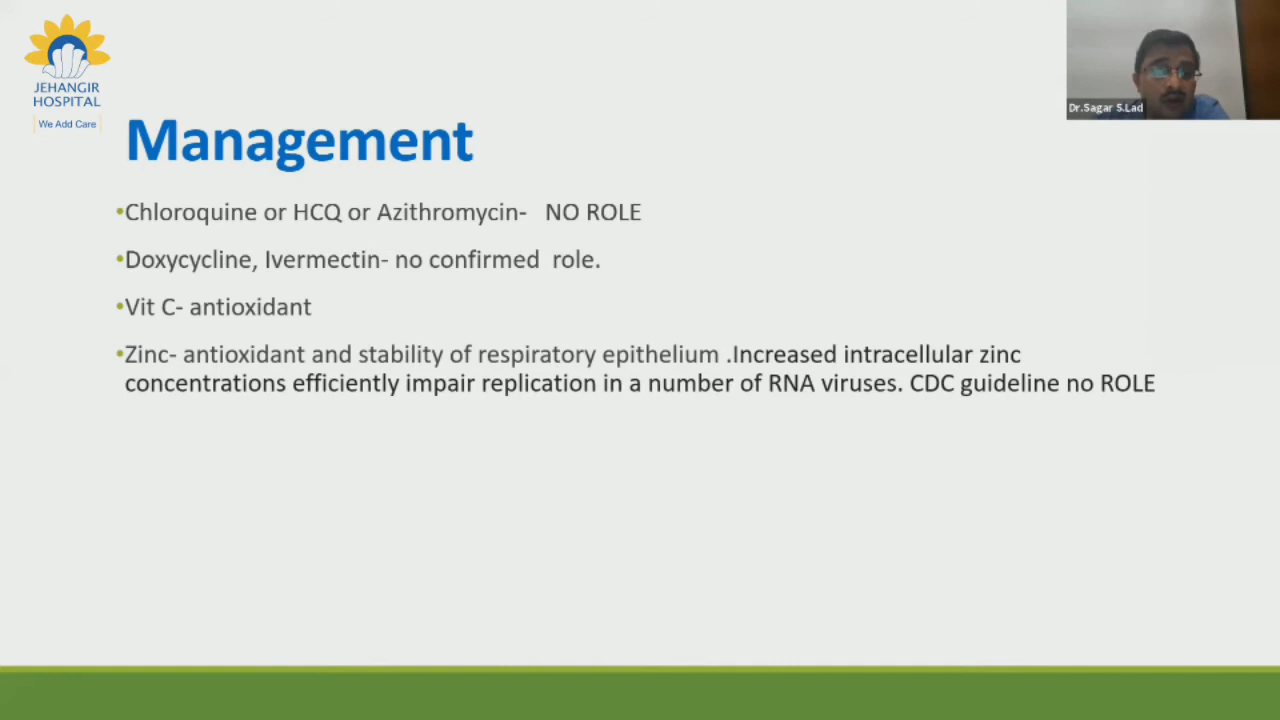 JEHANGIR
HOSPITAL
We Add Care
Dr.Sagar S.Lad
Management
•Chloroquine or HCQ or Azithromycin- NO ROLE
•Doxycycline, Ivermectin- no confirmed role.
•Vit C- antioxidant
•Zinc- antioxidant and stability of respiratory epithelium .Increased intracellular zinc
concentrations efficiently impair replication in a number of RNA viruses. CDC guideline no ROLE